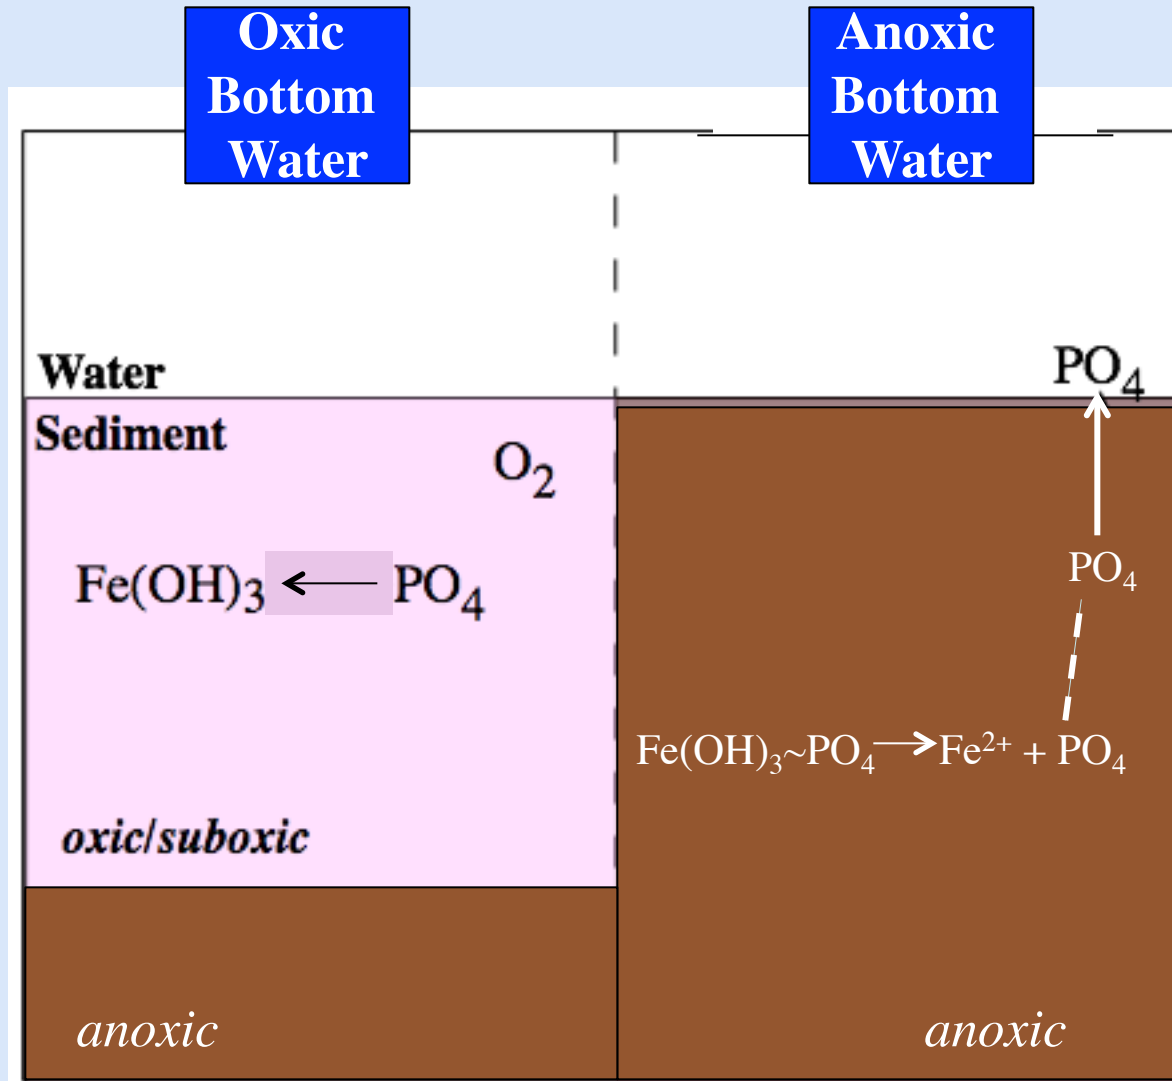 Oxic
Bottom
Water
Anoxic
Bottom
Water
Water
Sediment
O₂
Fe(OH)₃ ← PO₄
oxic/suboxic
anoxic
PO₄
PO₄
Fe(OH)₃~PO₄→Fe²⁺ + PO₄
anoxic